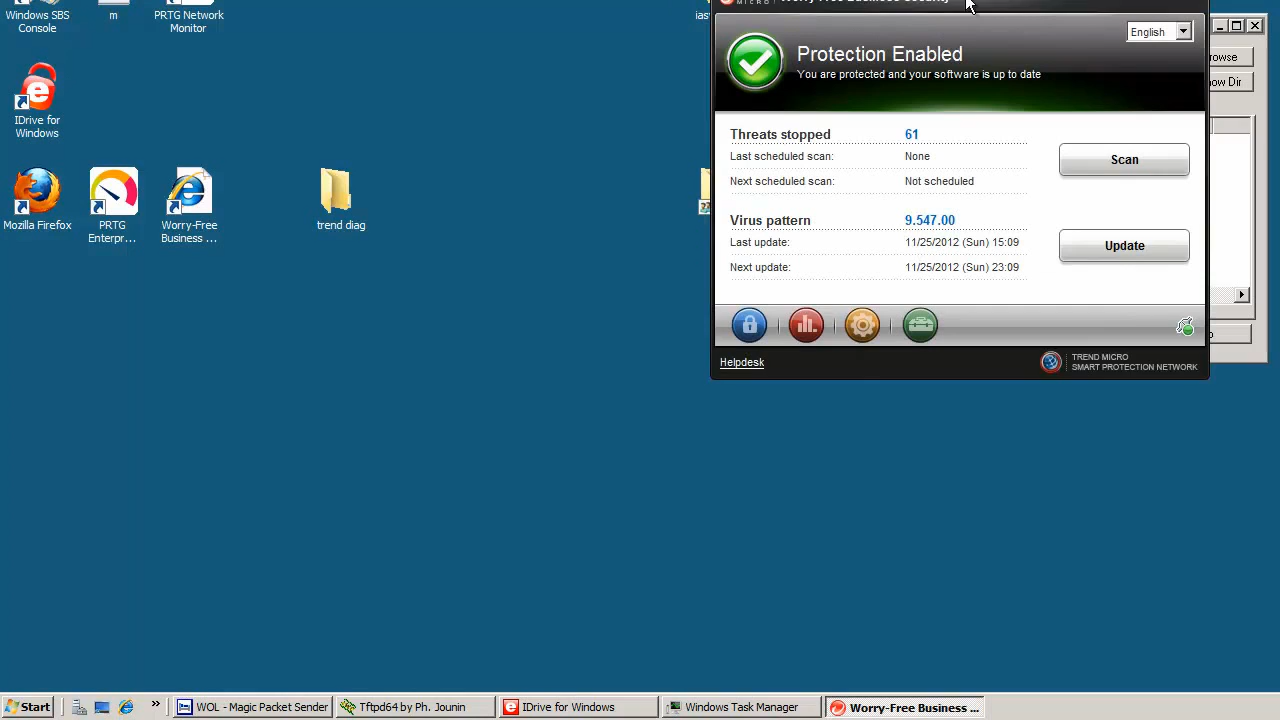 Windows SBS
Console
m
PRTG Network
Monitor
IDrive for
Windows
Mozilla Firefox
PRTG
Enterpr...
Worry-Free
Business ...
trend diag
English
Protection Enabled
You are protected and your software is up to date
Threats stopped 61
Last scheduled scan: None
Next scheduled scan: Not scheduled
Scan
Virus pattern 9.547.00
Last update: 11/25/2012 (Sun) 15:09
Next update: 11/25/2012 (Sun) 23:09
Update
Helpdesk
TREND MICRO
SMART PROTECTION NETWORK
rowse
Start
WOL - Magic Packet Sender
Tftpd64 by Ph. Jounin
IDrive for Windows
Windows Task Manager
Worry-Free Business ...